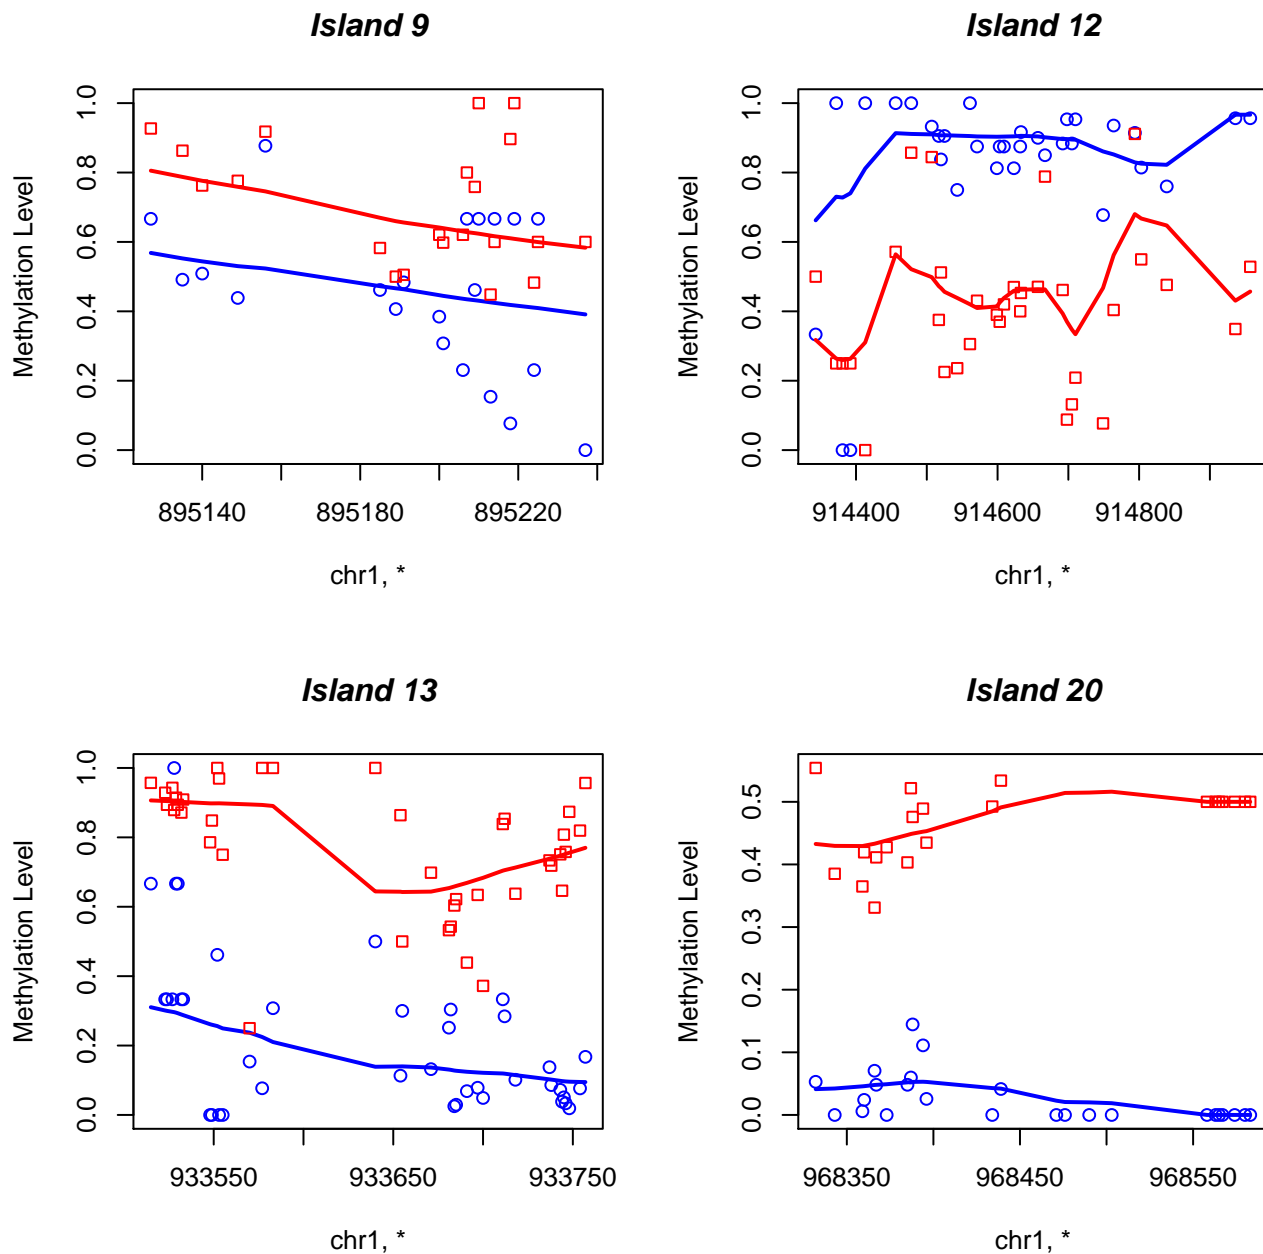 Island 9
Methylation Level
0.0 0.2 0.4 0.6 0.8 1.0
895140 895180 895220
chr1, *
Island 12
Methylation Level
0.0 0.2 0.4 0.6 0.8 1.0
914400 914600 914800
chr1, *
Island 13
Methylation Level
0.0 0.2 0.4 0.6 0.8 1.0
933550 933650 933750
chr1, *
Island 20
Methylation Level
0.0 0.1 0.2 0.3 0.4 0.5
968350 968450 968550
chr1, *